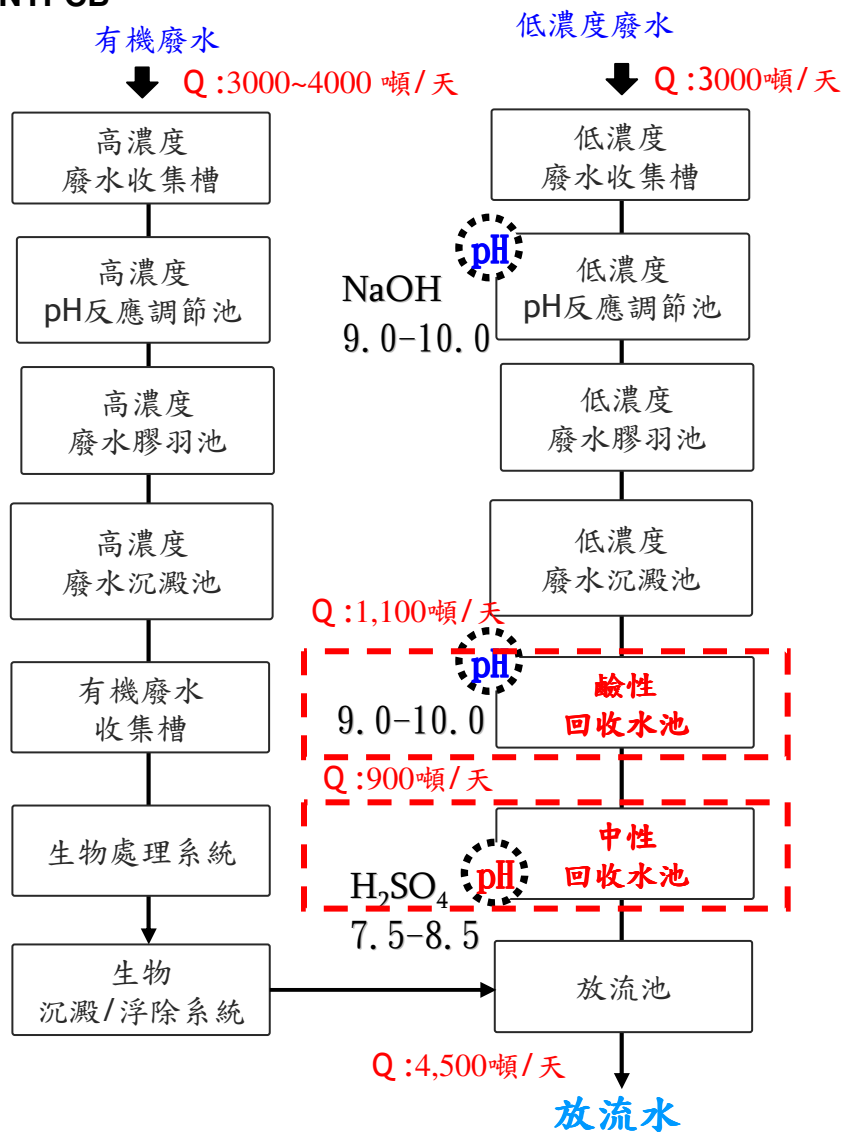 有機廢水
Q :3000~4000 噸/天
高濃度
廢水收集槽
高濃度
pH反應調節池
高濃度
廢水膠羽池
高濃度
廢水沉澱池
有機廢水
收集槽
生物處理系統
生物
沉澱/浮除系統
低濃度廢水
Q :3000噸/天
低濃度
廢水收集槽
pH
NaOH
9.0-10.0
低濃度
pH反應調節池
低濃度
廢水膠羽池
低濃度
廢水沉澱池
Q :1,100噸/天
pH
9.0-10.0
鹼性
回收水池
Q :900噸/天
中性
回收水池
pH
H₂SO₄
7.5-8.5
放流池
Q :4,500噸/天
放流水